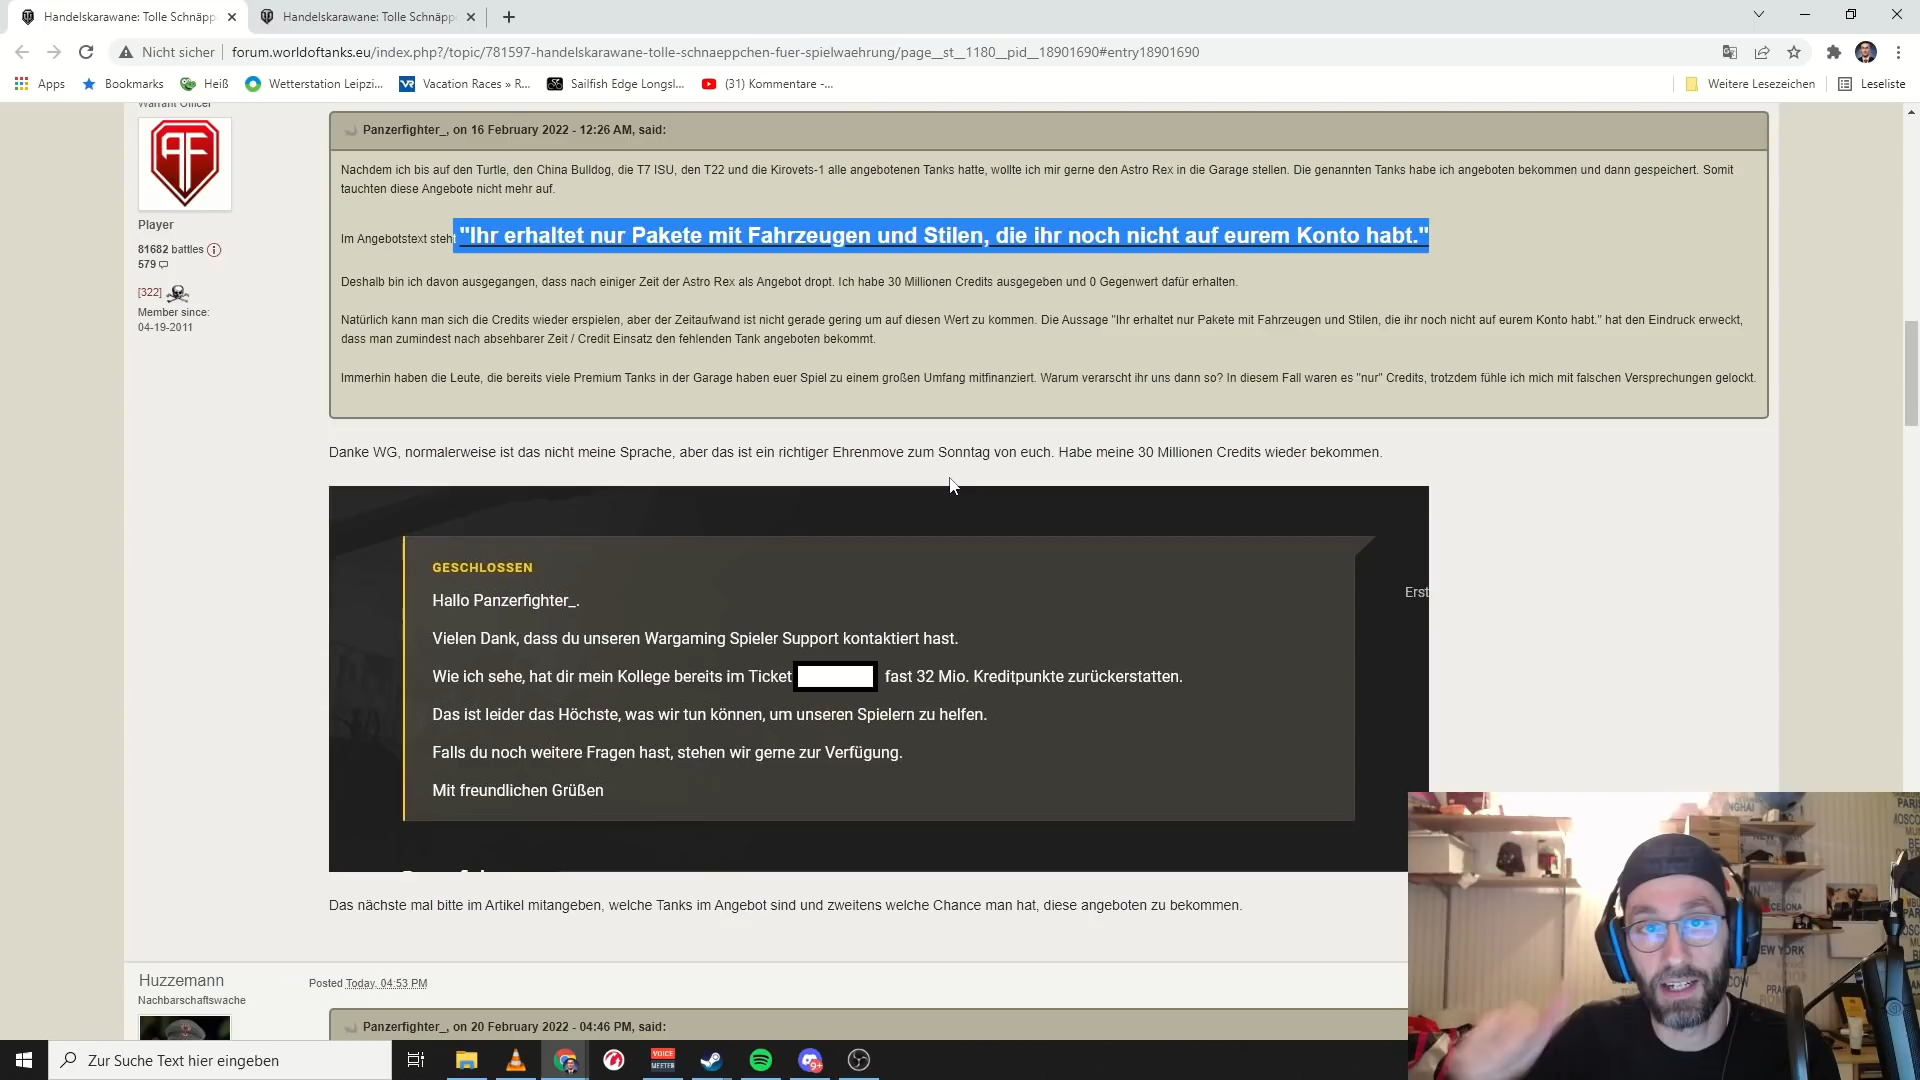 Handelskarawane: Tolle Schnäpp
Handelskarawane: Tolle Schnäpp
Nicht sicher
forum.worldoftanks.eu/index.php?/topic/781597-handelskarawane-tolle-schnaeppchen-fuer-spielwaehrung/page__st__1180__pid__18901690#entry18901690
Apps
Bookmarks
Heiß
Wetterstation Leipzi...
Vacation Races » R...
Sailfish Edge Longsl...
(31) Kommentare -...
Weitere Lesezeichen
Leseliste
Warrant Officer
Player
81682 battles
579
[322]
Member since:
04-19-2011
Panzerfighter_, on 16 February 2022 - 12:26 AM, said:
Nachdem ich bis auf den Turtle, den China Bulldog, die T7 ISU, den T22 und die Kirovets-1 alle angebotenen Tanks hatte, wollte ich mir gerne den Astro Rex in die Garage stellen. Die genannten Tanks habe ich angeboten bekommen und dann gespeichert. Somit
tauchten diese Angebote nicht mehr auf.
Im Angebotstext steht "Ihr erhaltet nur Pakete mit Fahrzeugen und Stilen, die ihr noch nicht auf eurem Konto habt."
Deshalb bin ich davon ausgegangen, dass nach einiger Zeit der Astro Rex als Angebot dropt. Ich habe 30 Millionen Credits ausgegeben und 0 Gegenwert dafür erhalten.
Natürlich kann man sich die Credits wieder erspielen, aber der Zeitaufwand ist nicht gerade gering um auf diesen Wert zu kommen. Die Aussage "Ihr erhaltet nur Pakete mit Fahrzeugen und Stilen, die ihr noch nicht auf eurem Konto habt." hat den Eindruck erweckt,
dass man zumindest nach absehbarer Zeit / Credit Einsatz den fehlenden Tank angeboten bekommt.
Immerhin haben die Leute, die bereits viele Premium Tanks in der Garage haben euer Spiel zu einem großen Umfang mitfinanziert. Warum verarscht ihr uns dann so? In diesem Fall waren es "nur" Credits, trotzdem fühle ich mich mit falschen Versprechungen gelockt.
Danke WG, normalerweise ist das nicht meine Sprache, aber das ist ein richtiger Ehrenmove zum Sonntag von euch. Habe meine 30 Millionen Credits wieder bekommen.
GESCHLOSSEN
Hallo Panzerfighter_.
Erst
Vielen Dank, dass du unseren Wargaming Spieler Support kontaktiert hast.
Wie ich sehe, hat dir mein Kollege bereits im Ticket fast 32 Mio. Kreditpunkte zurückerstatten.
Das ist leider das Höchste, was wir tun können, um unseren Spielern zu helfen.
Falls du noch weitere Fragen hast, stehen wir gerne zur Verfügung.
Mit freundlichen Grüßen
Das nächste mal bitte im Artikel mitangeben, welche Tanks im Angebot sind und zweitens welche Chance man hat, diese angeboten zu bekommen.
Huzzemann
Nachbarschaftswache
Posted Today, 04:53 PM
Panzerfighter_, on 20 February 2022 - 04:46 PM, said:
NEW YORK
Zur Suche Text hier eingeben
VOICE
MEETER
9+